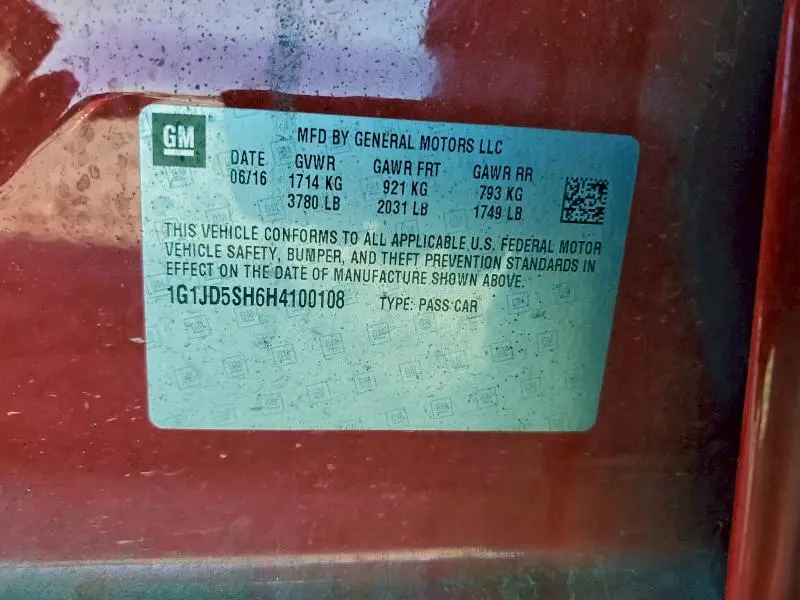 GM
MFD BY GENERAL MOTORS LLC
DATE GVWR GAWR FRT GAWR RR
06/16 1714 KG 921 KG 793 KG
3780 LB 2031 LB 1749 LB
THIS VEHICLE CONFORMS TO ALL APPLICABLE U.S. FEDERAL MOTOR
VEHICLE SAFETY, BUMPER, AND THEFT PREVENTION STANDARDS IN
EFFECT ON THE DATE OF MANUFACTURE SHOWN ABOVE.
1G1JD5SH6H4100108 TYPE: PASS CAR